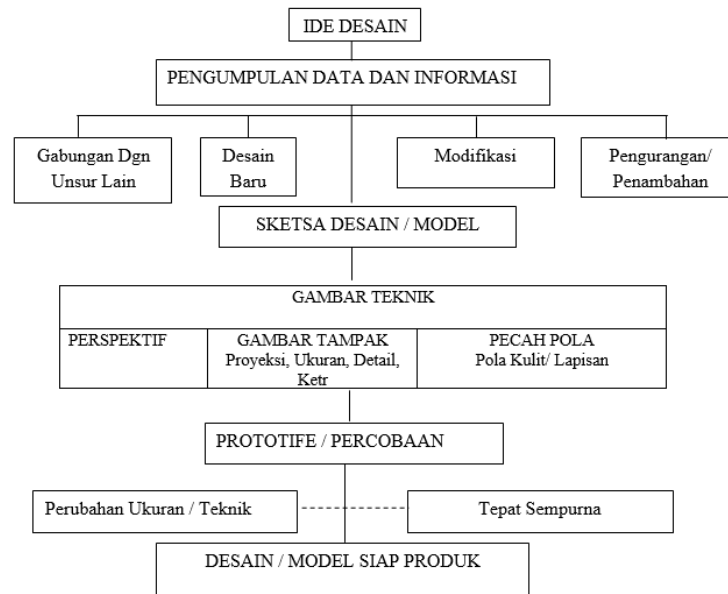 IDE DESAIN
PENGUMPULAN DATA DAN INFORMASI
Gabungan Dgn
Unsur Lain
Desain
Baru
Modifikasi
Pengurangan/
Penambahan
SKETSA DESAIN / MODEL
GAMBAR TEKNIK
PERSPEKTIF
GAMBAR TAMPAK
Proyeksi, Ukuran, Detail,
Ketr
PECAH POLA
Pola Kulit/ Lapisan
PROTOTIFE / PERCOBAAN
Perubahan Ukuran / Teknik
Tepat Sempurna
DESAIN / MODEL SIAP PRODUK